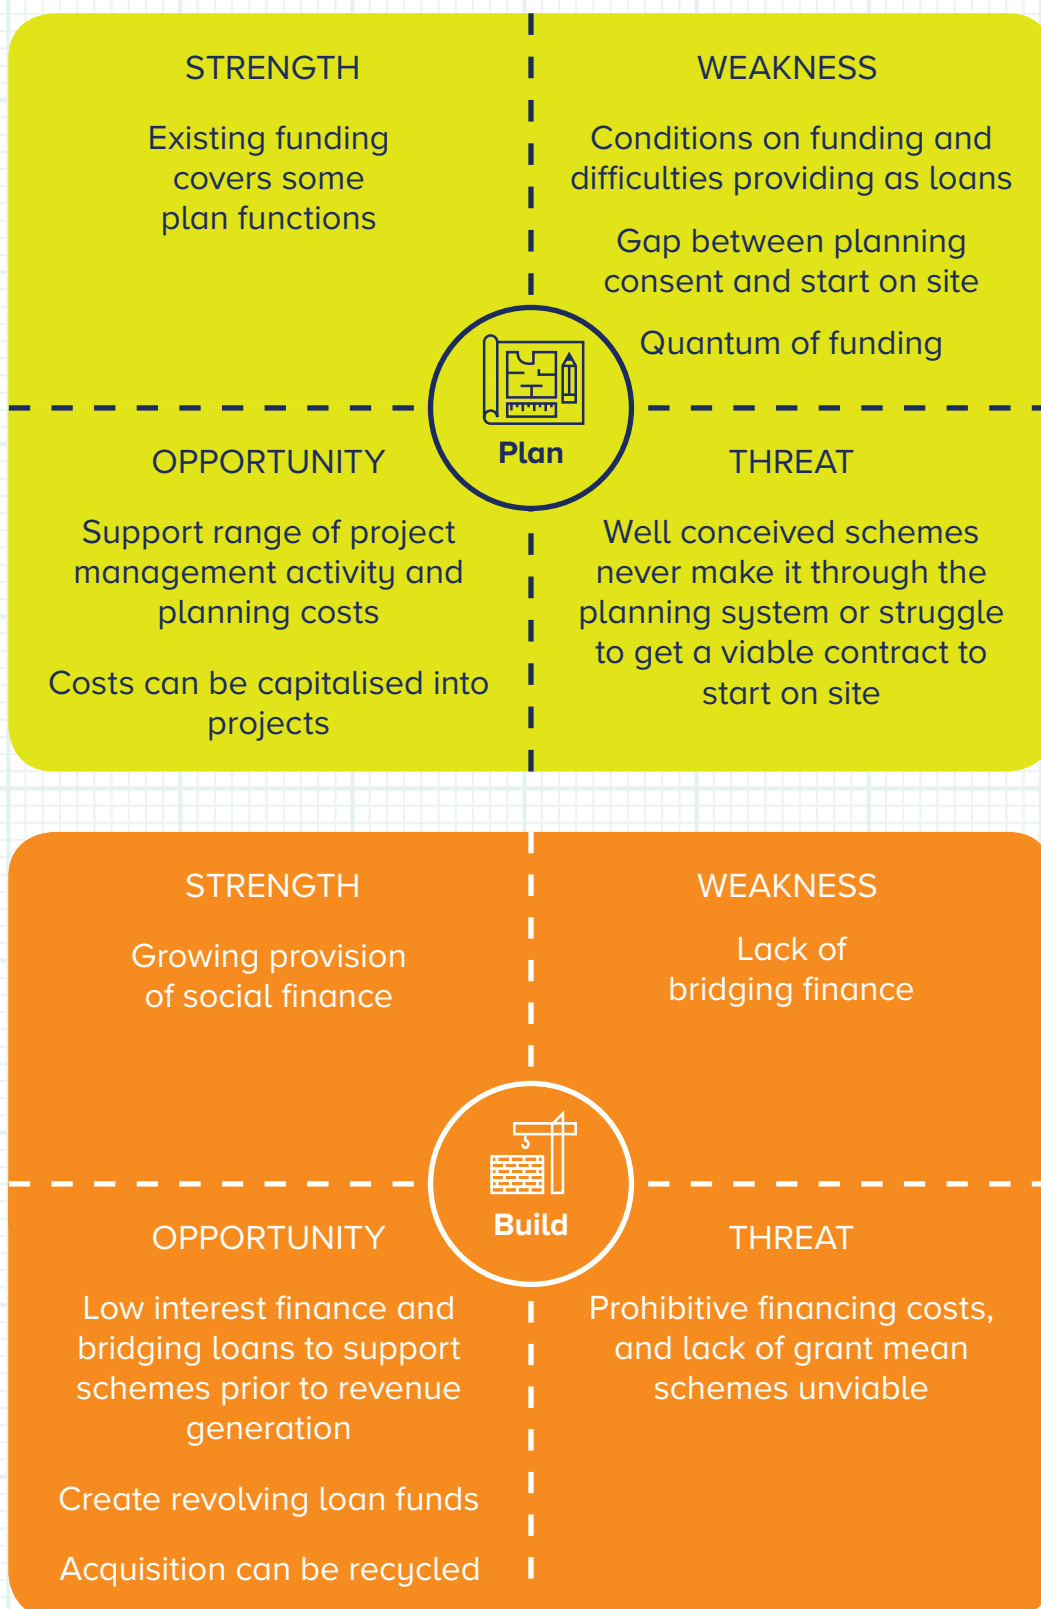 STRENGTH
Existing funding
covers some
plan functions
WEAKNESS
Conditions on funding and
difficulties providing as loans
Gap between planning
consent and start on site
Quantum of funding
Plan
OPPORTUNITY
Support range of project
management activity and
planning costs
Costs can be capitalised into
projects
THREAT
Well conceived schemes
never make it through the
planning system or struggle
to get a viable contract to
start on site
STRENGTH
Growing provision
of social finance
WEAKNESS
Lack of
bridging finance
Build
OPPORTUNITY
Low interest finance and
bridging loans to support
schemes prior to revenue
generation
Create revolving loan funds
Acquisition can be recycled
THREAT
Prohibitive financing costs,
and lack of grant mean
schemes unviable